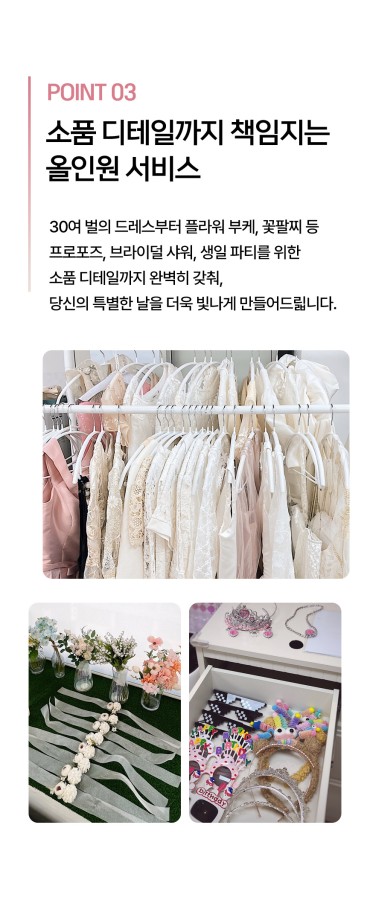 POINT 03
소품 디테일까지 책임지는
올인원 서비스
30여 벌의 드레스부터 플라워 부케, 꽃팔찌 등
프로포즈, 브라이덜 샤워, 생일 파티를 위한
소품 디테일까지 완벽히 갖춰,
당신의 특별한 날을 더욱 빛나게 만들어드립니다.